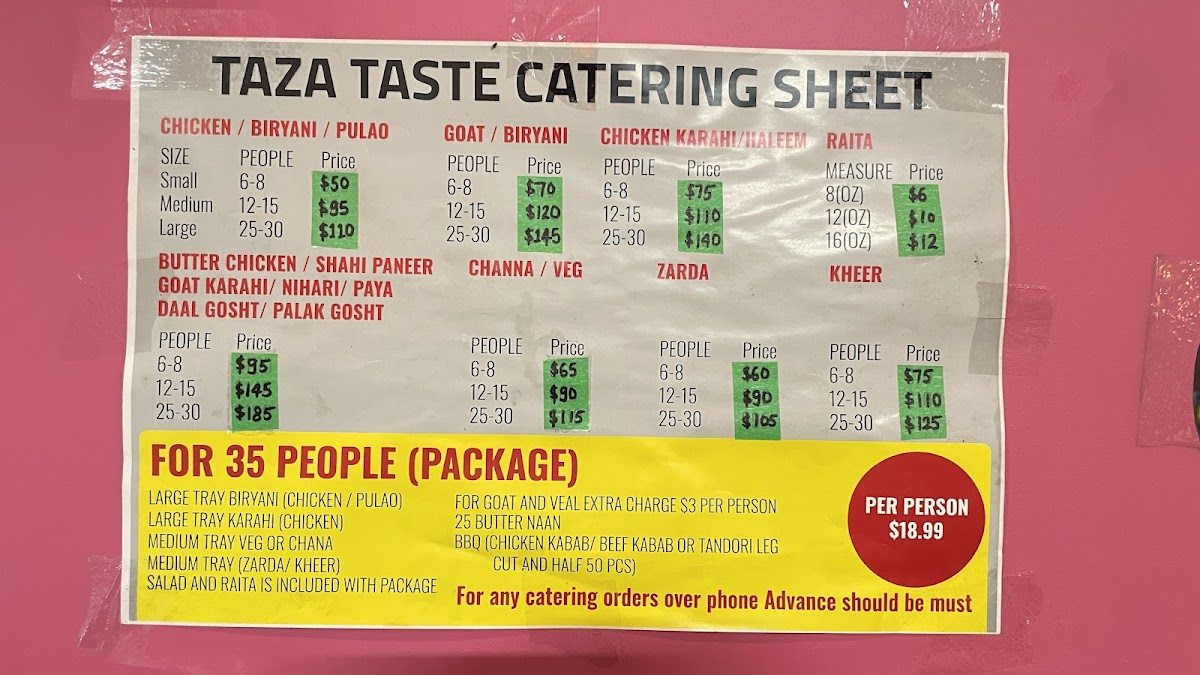 TAZA TASTE CATERING SHEET
CHICKEN / BIRYANI / PULAO
SIZE PEOPLE Price
Small 6-8 $50
Medium 12-15 $95
Large 25-30 $110
GOAT / BIRYANI
PEOPLE Price
6-8 $70
12-15 $120
25-30 $145
CHICKEN KARAHI/HALEEM
PEOPLE Price
6-8 $75
12-15 $110
25-30 $140
RAITA
MEASURE Price
8(OZ) $6
12(OZ) $10
16(OZ) $12
BUTTER CHICKEN / SHAHI PANEER
GOAT KARAHI/ NIHARI/ PAYA
DAAL GOSHT/ PALAK GOSHT
PEOPLE Price
6-8 $95
12-15 $145
25-30 $185
CHANNA / VEG
PEOPLE Price
6-8 $65
12-15 $90
25-30 $115
ZARDA
PEOPLE Price
6-8 $60
12-15 $90
25-30 $105
KHEER
PEOPLE Price
6-8 $75
12-15 $110
25-30 $125
FOR 35 PEOPLE (PACKAGE)
LARGE TRAY BIRYANI (CHICKEN / PULAO)
LARGE TRAY KARAHI (CHICKEN)
MEDIUM TRAY VEG OR CHANA
MEDIUM TRAY (ZARDA/ KHEER)
SALAD AND RAITA IS INCLUDED WITH PACKAGE
FOR GOAT AND VEAL EXTRA CHARGE $3 PER PERSON
25 BUTTER NAAN
BBQ (CHICKEN KABAB/ BEEF KABAB OR TANDORI LEG
CUT AND HALF 50 PCS)
For any catering orders over phone Advance should be must
PER PERSON
$18.99